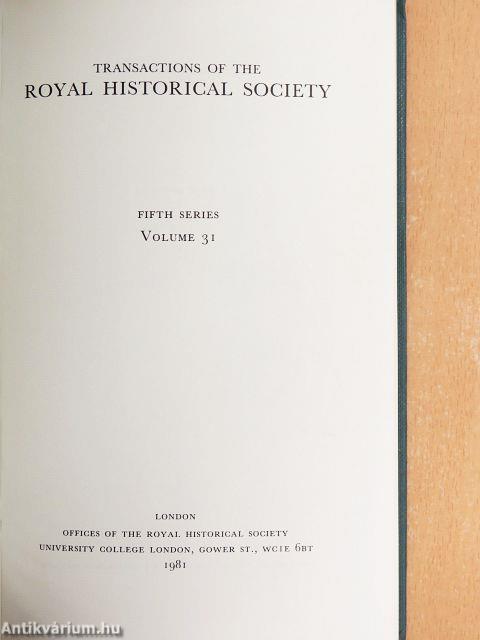 TRANSACTIONS OF THE
ROYAL HISTORICAL SOCIETY
FIFTH SERIES
VOLUME 31
LONDON
OFFICES OF THE ROYAL HISTORICAL SOCIETY
UNIVERSITY COLLEGE LONDON, GOWER ST., WC1E 6BT
1981
Antikvárium.hu